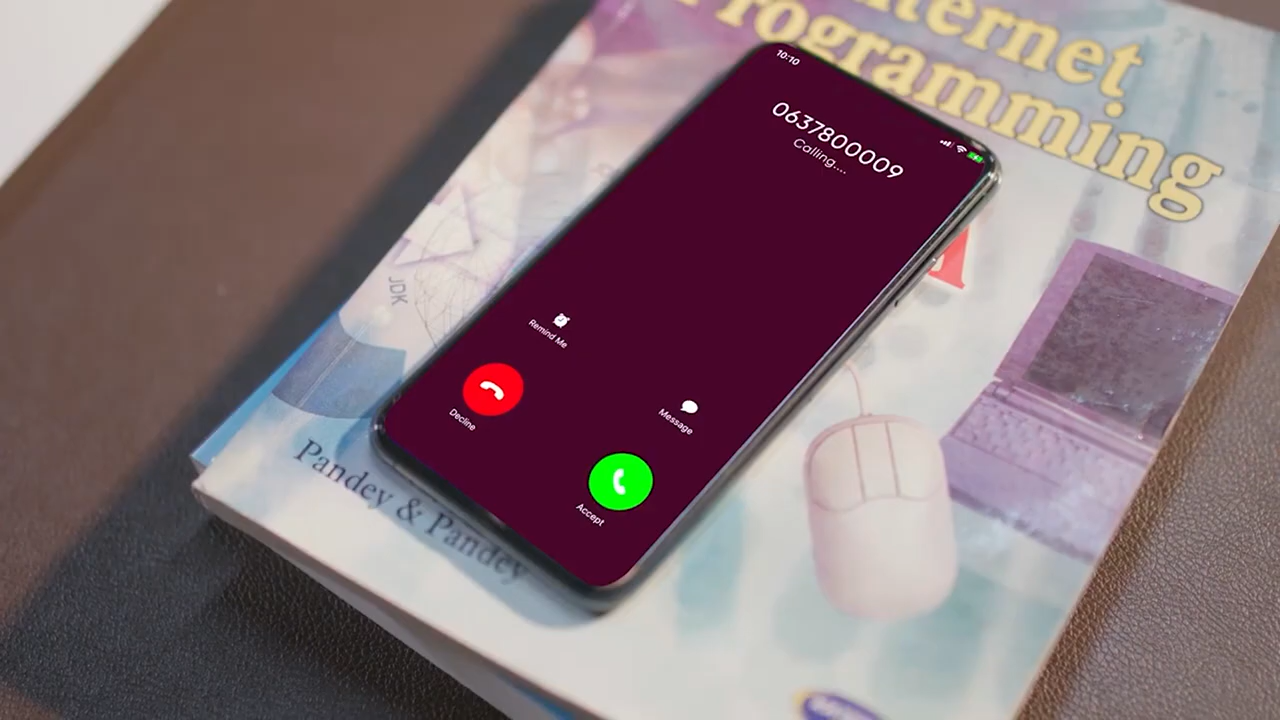 Internet
Programming
10:10
0637800009
Calling....
JDK
Remind Me
Decline
Message
Accept
Pandey & Pandey